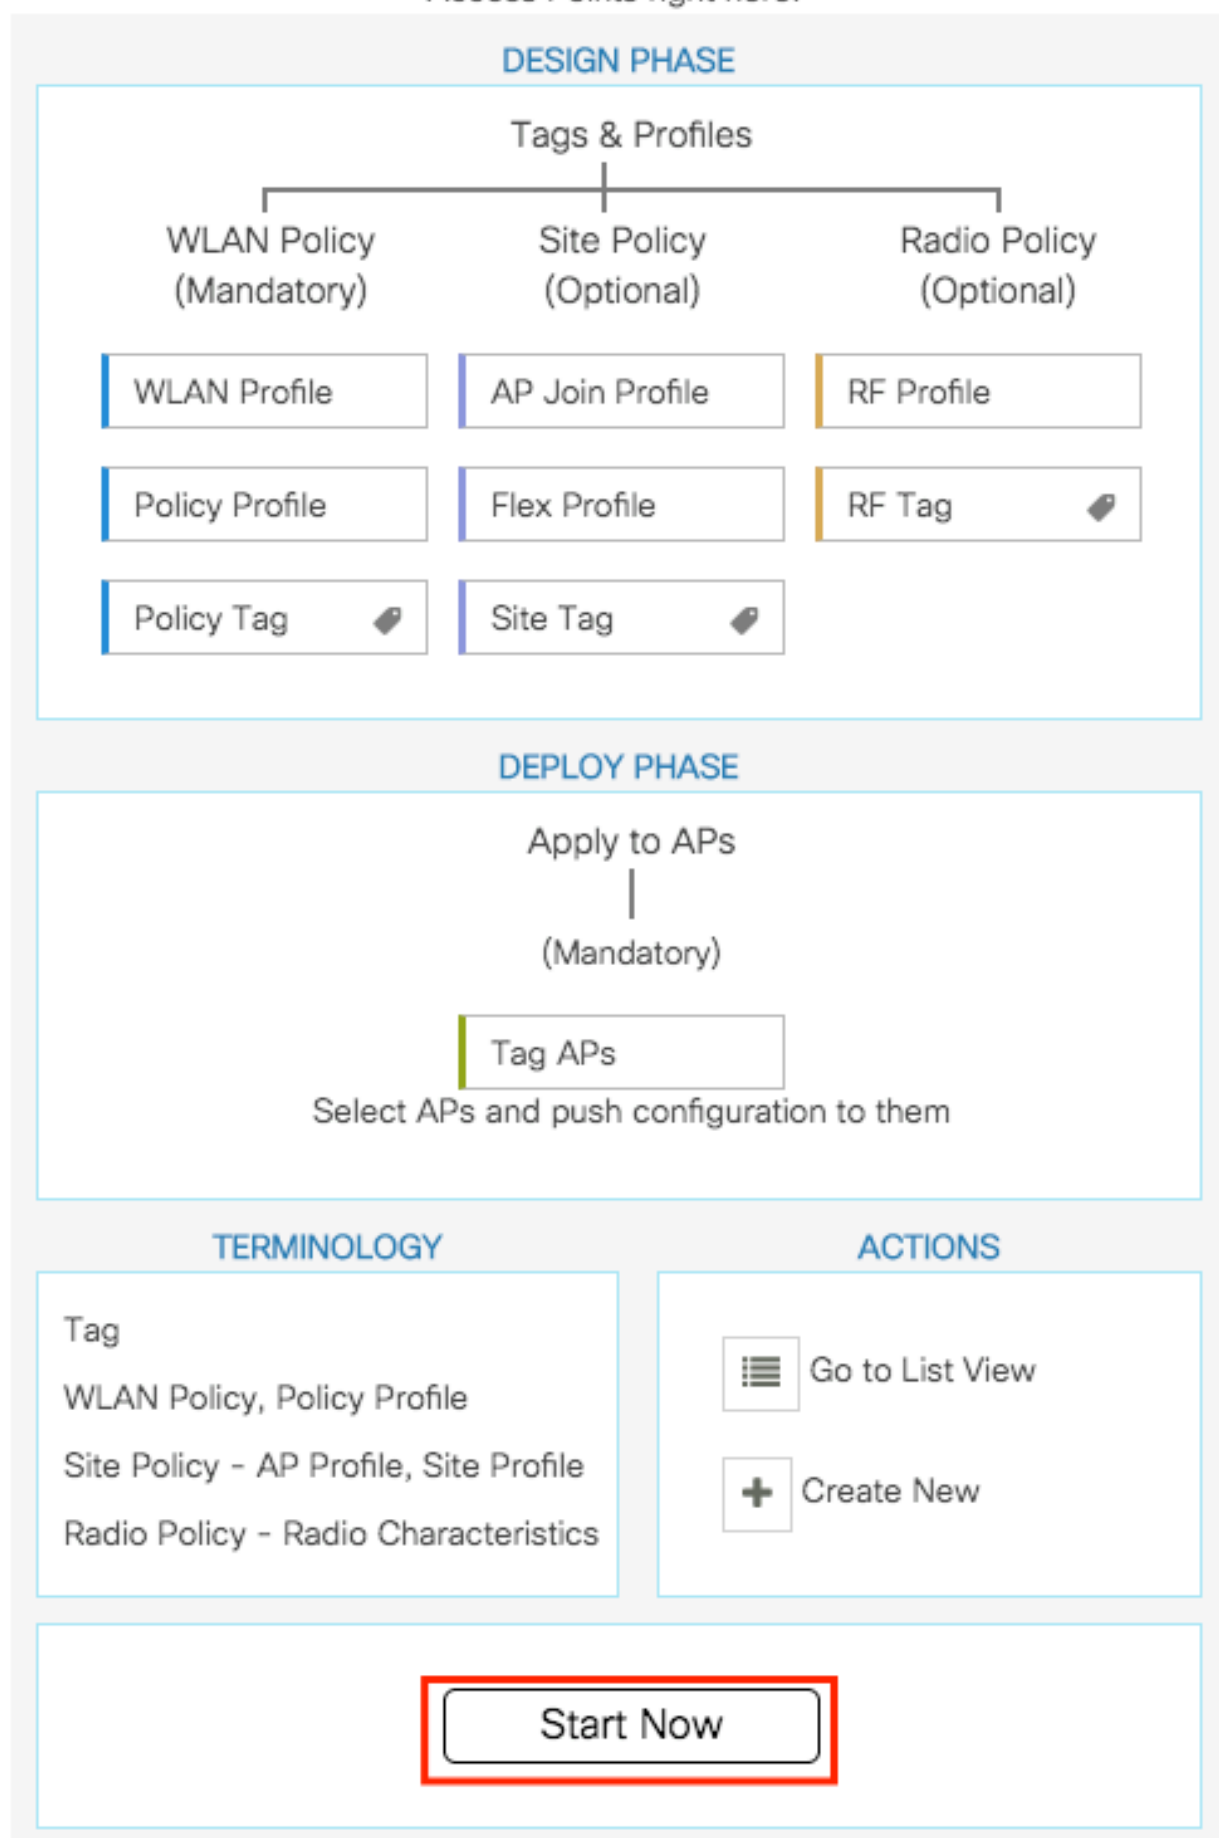 DESIGN PHASE
Tags & Profiles
WLAN Policy
(Mandatory)
Site Policy
(Optional)
Radio Policy
(Optional)
WLAN Profile
AP Join Profile
RF Profile
Policy Profile
Flex Profile
RF Tag
Policy Tag
Site Tag
DEPLOY PHASE
Apply to APs
(Mandatory)
Tag APs
Select APs and push configuration to them
TERMINOLOGY
Tag
WLAN Policy, Policy Profile
Site Policy - AP Profile, Site Profile
Radio Policy - Radio Characteristics
ACTIONS
Go to List View
Create New
Start Now